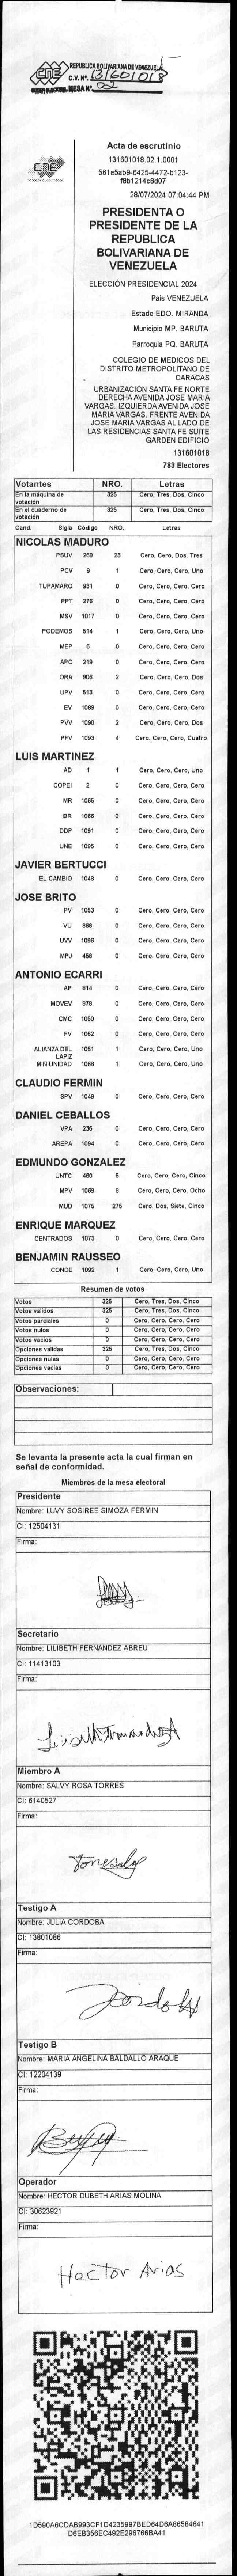 CNE
REPUBLICA BOLIVARIANA DE VENEZUELA
C.V. Nº. 131601018
MESA Nº 02
CNE
Acta de escrutinio
131601018.02.1.0001
561e5ab9-6425-4472-b123-
f8b1214c8d07
28/07/2024 07:04:44 PM
PRESIDENTA O
PRESIDENTE DE LA
REPUBLICA
BOLIVARIANA DE
VENEZUELA
ELECCIÓN PRESIDENCIAL 2024
Pais VENEZUELA
Estado EDO. MIRANDA
Municipio MP. BARUTA
Parroquia PQ. BARUTA
COLEGIO DE MEDICOS DEL
DISTRITO METROPOLITANO DE
CARACAS
URBANIZACIÓN SANTA FE NORTE
DERECHA AVENIDA JOSE MARIA
VARGAS. IZQUIERDA AVENIDA JOSE
MARIA VARGAS. FRENTE AVENIDA
JOSE MARIA VARGAS AL LADO DE
LAS RESIDENCIAS SANTA FE SUITE
GARDEN EDIFICIO
131601018
783 Electores
Votantes NRO. Letras
En la máquina de votación 325 Cero, Tres, Dos, Cinco
En el cuaderno de votación 325 Cero, Tres, Dos, Cinco
Cand. Sigla Código NRO. Letras
NICOLAS MADURO
PSUV 269 23 Cero, Cero, Dos, Tres
PCV 9 1 Cero, Cero, Cero, Uno
TUPAMARO 931 0 Cero, Cero, Cero, Cero
PPT 276 0 Cero, Cero, Cero, Cero
MSV 1017 0 Cero, Cero, Cero, Cero
PODEMOS 514 1 Cero, Cero, Cero, Uno
MEP 6 0 Cero, Cero, Cero, Cero
APC 219 0 Cero, Cero, Cero, Cero
ORA 906 2 Cero, Cero, Cero, Dos
UPV 513 0 Cero, Cero, Cero, Cero
EV 1089 0 Cero, Cero, Cero, Cero
PVV 1090 2 Cero, Cero, Cero, Dos
PFV 1093 4 Cero, Cero, Cero, Cuatro
LUIS MARTINEZ
AD 1 1 Cero, Cero, Cero, Uno
COPEI 2 0 Cero, Cero, Cero, Cero
MR 1065 0 Cero, Cero, Cero, Cero
BR 1066 0 Cero, Cero, Cero, Cero
DDP 1091 0 Cero, Cero, Cero, Cero
UNE 1095 0 Cero, Cero, Cero, Cero
JAVIER BERTUCCI
EL CAMBIO 1048 0 Cero, Cero, Cero, Cero
JOSE BRITO
PV 1053 0 Cero, Cero, Cero, Cero
VU 868 0 Cero, Cero, Cero, Cero
UVV 1096 0 Cero, Cero, Cero, Cero
MPJ 458 0 Cero, Cero, Cero, Cero
ANTONIO ECARRI
AP 914 0 Cero, Cero, Cero, Cero
MOVEV 979 0 Cero, Cero, Cero, Cero
CMC 1050 0 Cero, Cero, Cero, Cero
FV 1062 0 Cero, Cero, Cero, Cero
ALIANZA DEL LAPIZ 1051 1 Cero, Cero, Cero, Uno
MIN UNIDAD 1068 1 Cero, Cero, Cero, Uno
CLAUDIO FERMIN
SPV 1049 0 Cero, Cero, Cero, Cero
DANIEL CEBALLOS
VPA 236 0 Cero, Cero, Cero, Cero
AREPA 1094 0 Cero, Cero, Cero, Cero
EDMUNDO GONZALEZ
UNTC 460 5 Cero, Cero, Cero, Cinco
MPV 1069 8 Cero, Cero, Cero, Ocho
MUD 1075 275 Cero, Dos, Siete, Cinco
ENRIQUE MARQUEZ
CENTRADOS 1073 0 Cero, Cero, Cero, Cero
BENJAMIN RAUSSEO
CONDE 1092 1 Cero, Cero, Cero, Uno
Resumen de votos
Votos 325 Cero, Tres, Dos, Cinco
Votos validos 325 Cero, Tres, Dos, Cinco
Votos parciales 0 Cero, Cero, Cero, Cero
Votos nulos 0 Cero, Cero, Cero, Cero
Votos vacios 0 Cero, Cero, Cero, Cero
Opciones validas 325 Cero, Tres, Dos, Cinco
Opciones nulas 0 Cero, Cero, Cero, Cero
Opciones vacias 0 Cero, Cero, Cero, Cero
Observaciones:
Se levanta la presente acta la cual firman en
señal de conformidad.
Miembros de la mesa electoral
Presidente
Nombre: LUVY SOSIREE SIMOZA FERMIN
CI: 12504131
Firma:
Secretario
Nombre: LILIBETH FERNANDEZ ABREU
CI: 11413103
Firma:
Miembro A
Nombre: SALVY ROSA TORRES
CI: 6140527
Firma:
Testigo A
Nombre: JULIA CORDOBA
CI: 13801086
Firma:
Testigo B
Nombre: MARIA ANGELINA BALDALLO ARAQUE
CI: 12204139
Firma:
Operador
Nombre: HECTOR DUBETH ARIAS MOLINA
CI: 30623921
Firma:
Hector Arias
1D590A6CDAB993CF1D4235997BED64D6A86584641
D6EB356EC492E296766BA41